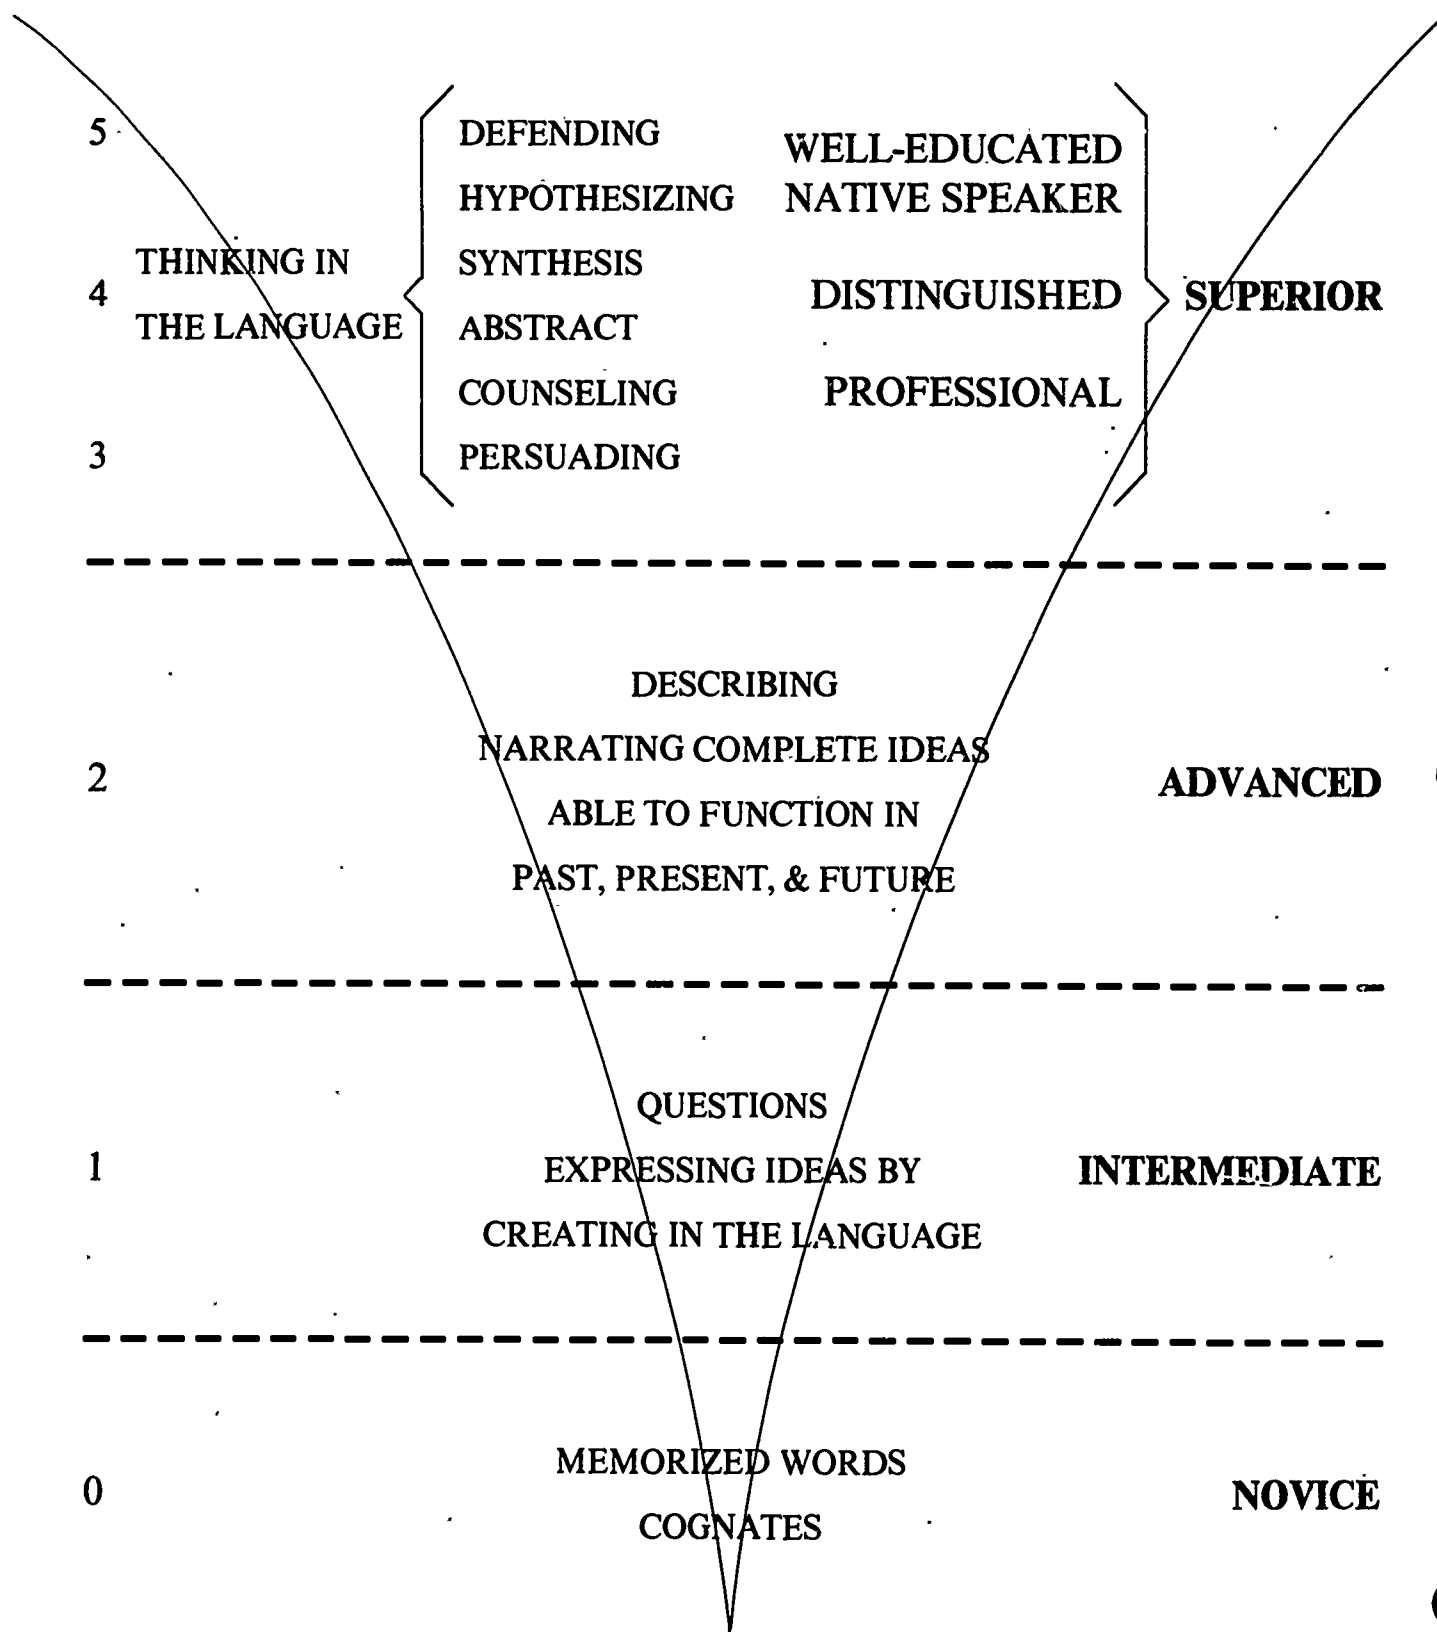 5
DEFENDING
WELL-EDUCATED
HYPOTHESIZING
NATIVE SPEAKER
THINKING IN
SYNTHESIS
4
DISTINGUISHED
SUPERIOR
THE LANGUAGE
ABSTRACT
COUNSELING
PROFESSIONAL
3
PERSUADING
DESCRIBING
NARRATING COMPLETE IDEAS
2
ADVANCED
ABLE TO FUNCTION IN
PAST, PRESENT, & FUTURE
QUESTIONS
1
EXPRESSING IDEAS BY
INTERMEDIATE
CREATING IN THE LANGUAGE
MEMORIZED WORDS
0
NOVICE
COGNATES